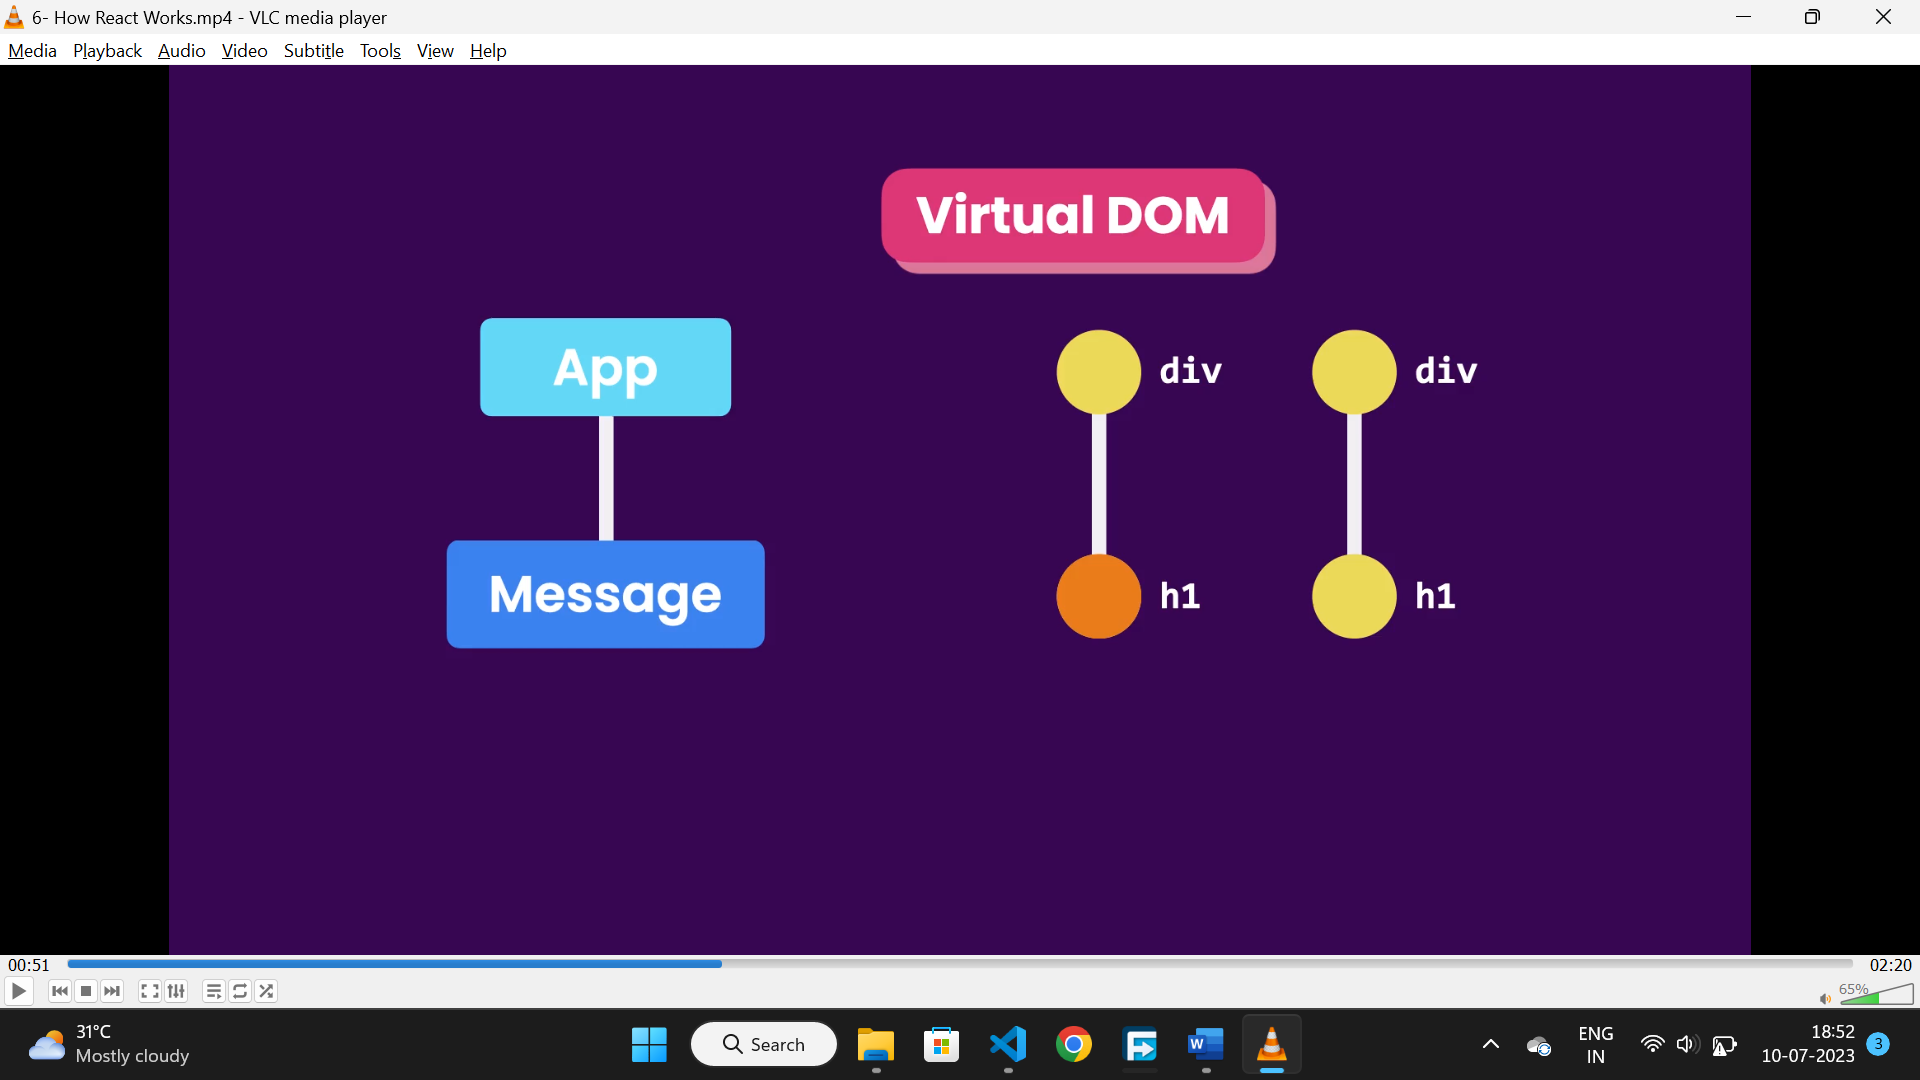 6- How React Works.mp4 - VLC media player
Media Playback Audio Video Subtitle Tools View Help
Virtual DOM
App
div
div
Message
h1
h1
00:51
02:20
65%
31°C
Mostly cloudy
Search
ENG
IN
18:52
10-07-2023
3